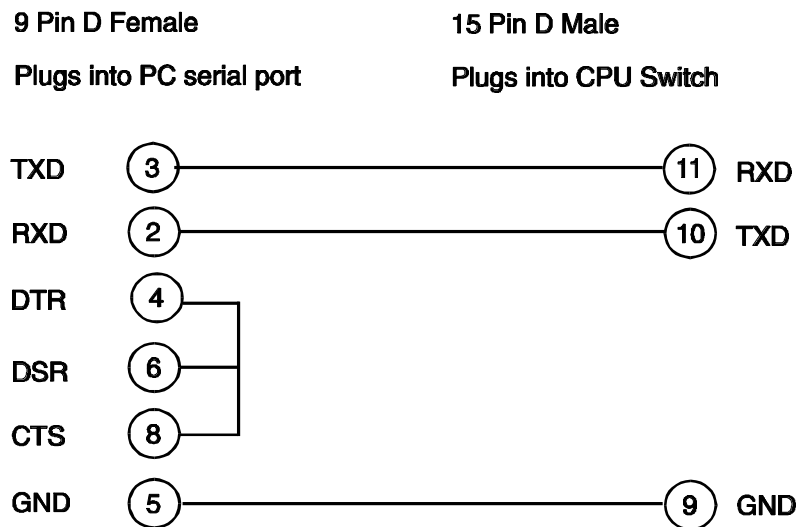 9 Pin D Female 15 Pin D Male
Plugs into PC serial port Plugs into CPU Switch
TXD 3 11 RXD
RXD 2 10 TXD
DTR 4
DSR 6
CTS 8
GND 5 9 GND